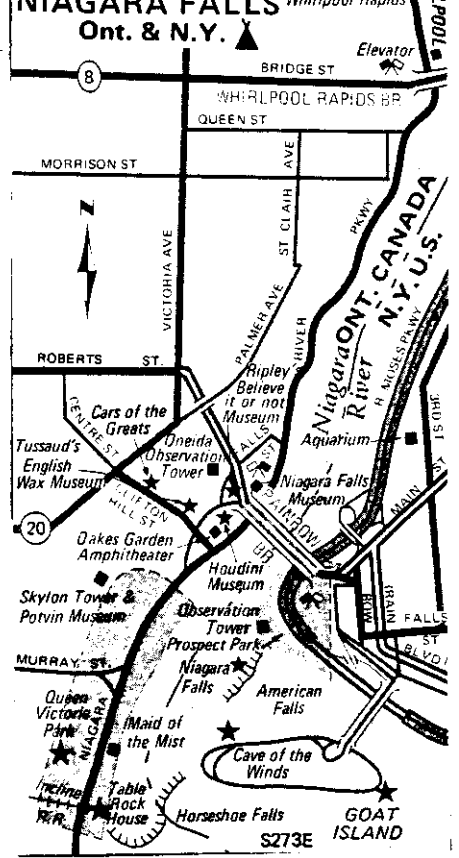 NIAGARA FALLS
Ont. & N.Y.
Whirlpool Rapids
Elevator
8
BRIDGE ST
WHIRLPOOL RAPIDS BR
QUEEN ST
MORRISON ST
ST CLAIR AVE
N
VICTORIA AVE
PALMER AVE
RIVER PKWY
ONT. CANADA
N.Y. U.S.
Niagara
River
R MOSES PKWY
3RD ST
ROBERTS ST.
CENTRE ST
Cars of the
Greats
Ripley
Believe
it or not
Museum
Oneida
Observation
Tower
Tussaud's
English
Wax Museum
CLIFTON
HILL ST
FALLS ST
Aquarium
Niagara Falls
Museum
MAIN ST
RAINBOW
BR
20
Oakes Garden
Amphitheater
Houdini
Museum
Skylon Tower &
Potvin Museum
Observation
Tower
Prospect Park
RAIN
BOW
BLVD
FALLS
ST
MURRAY ST
Niagara
Falls
American
Falls
Queen
Victoria
Park
NIAGARA
Maid of
the Mist
Cave of the
Winds
Incline
R.R.
Table
Rock
House
Horseshoe Falls
GOAT
ISLAND
S273E